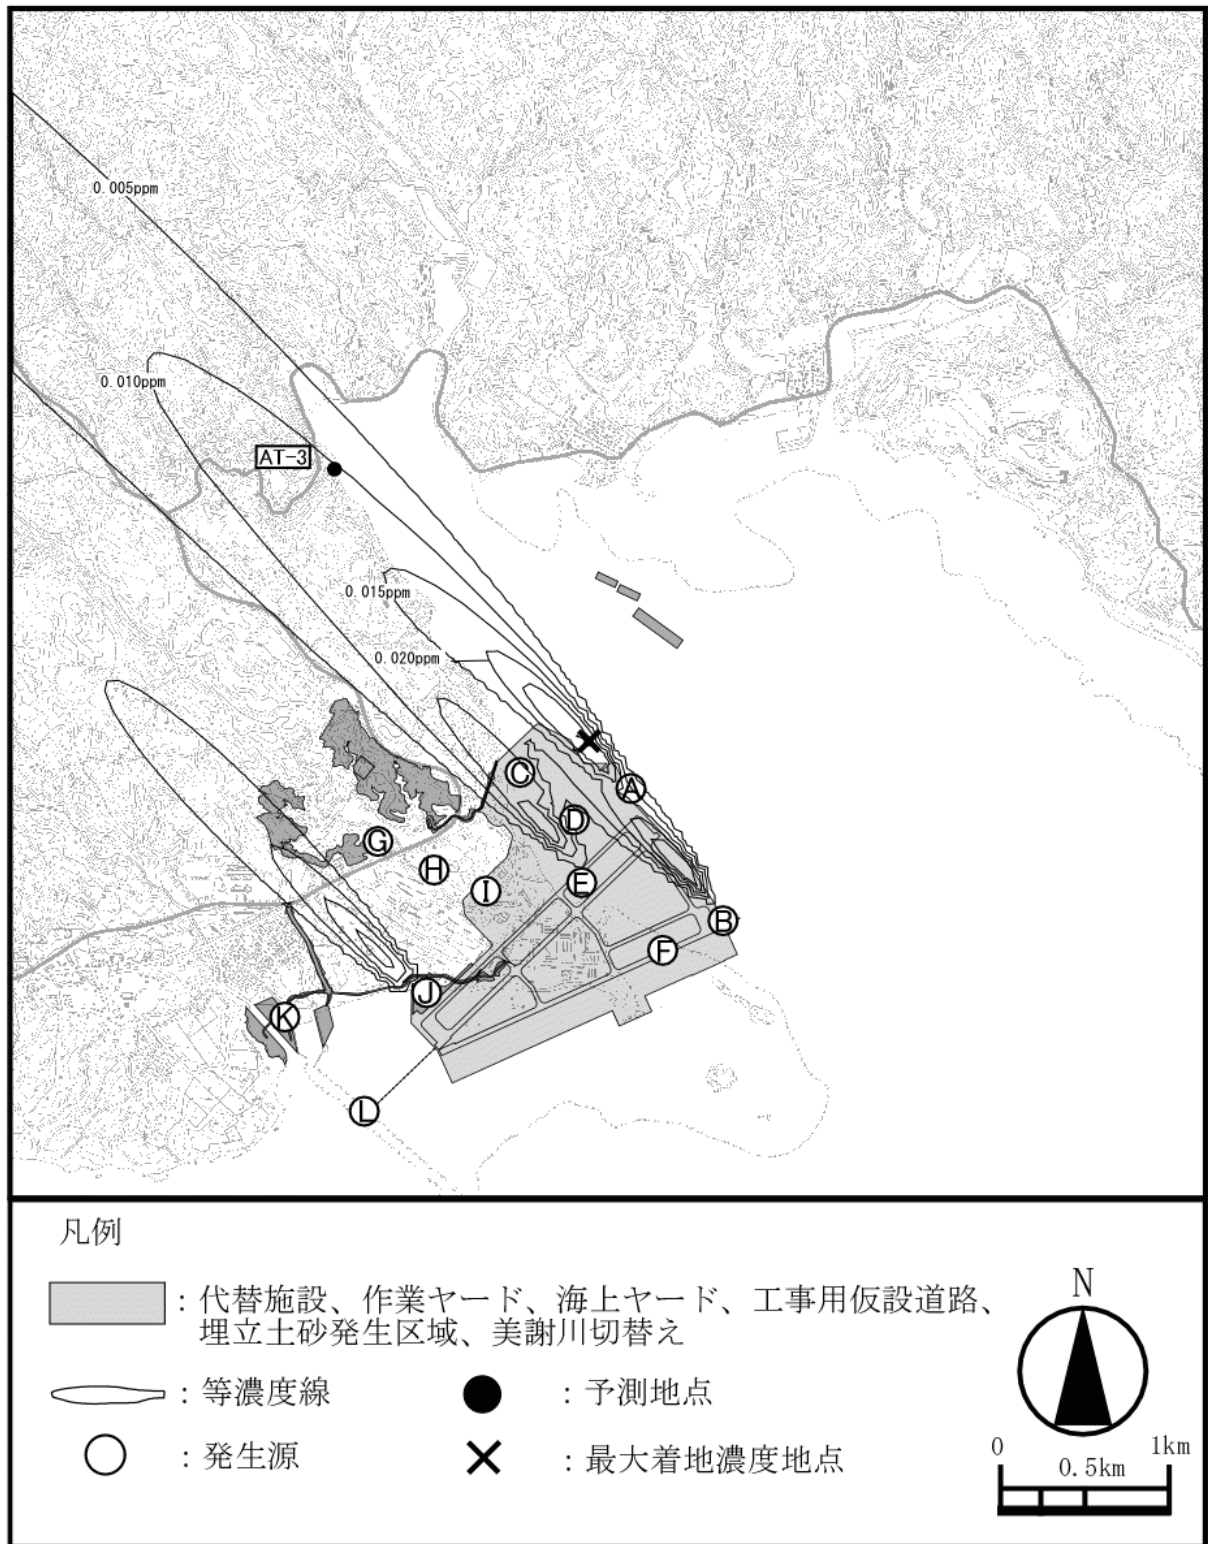 0.005ppm
0.010ppm
AT-3
0.015ppm
0.020ppm
C
A
D
G
H
E
I
B
F
J
K
L
凡例
：代替施設、作業ヤード、海上ヤード、工事用仮設道路、
埋立土砂発生区域、美謝川切替え
：等濃度線
：予測地点
：発生源
：最大着地濃度地点
N
0
1km
0.5km